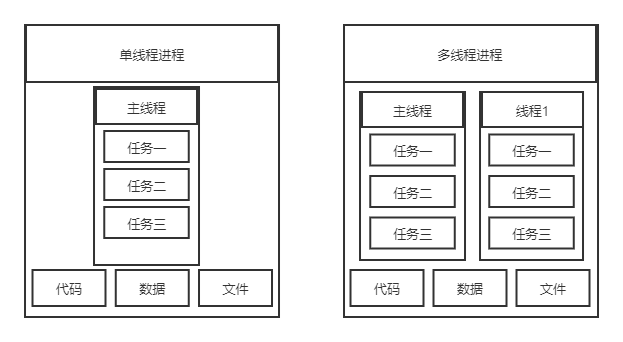 单线程进程
主线程
任务一
任务二
任务三
代码 数据 文件
多线程进程
主线程 线程1
任务一 任务一
任务二 任务二
任务三 任务三
代码 数据 文件